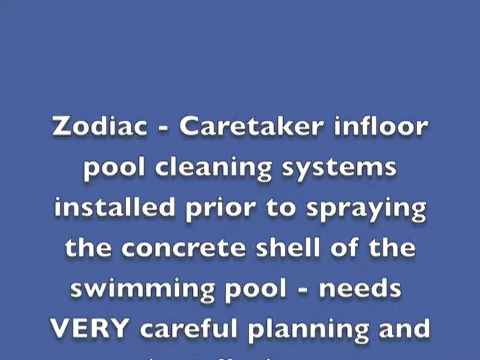 Zodiac - Caretaker infloor
pool cleaning systems
installed prior to spraying
the concrete shell of the
swimming pool - needs
VERY careful planning and